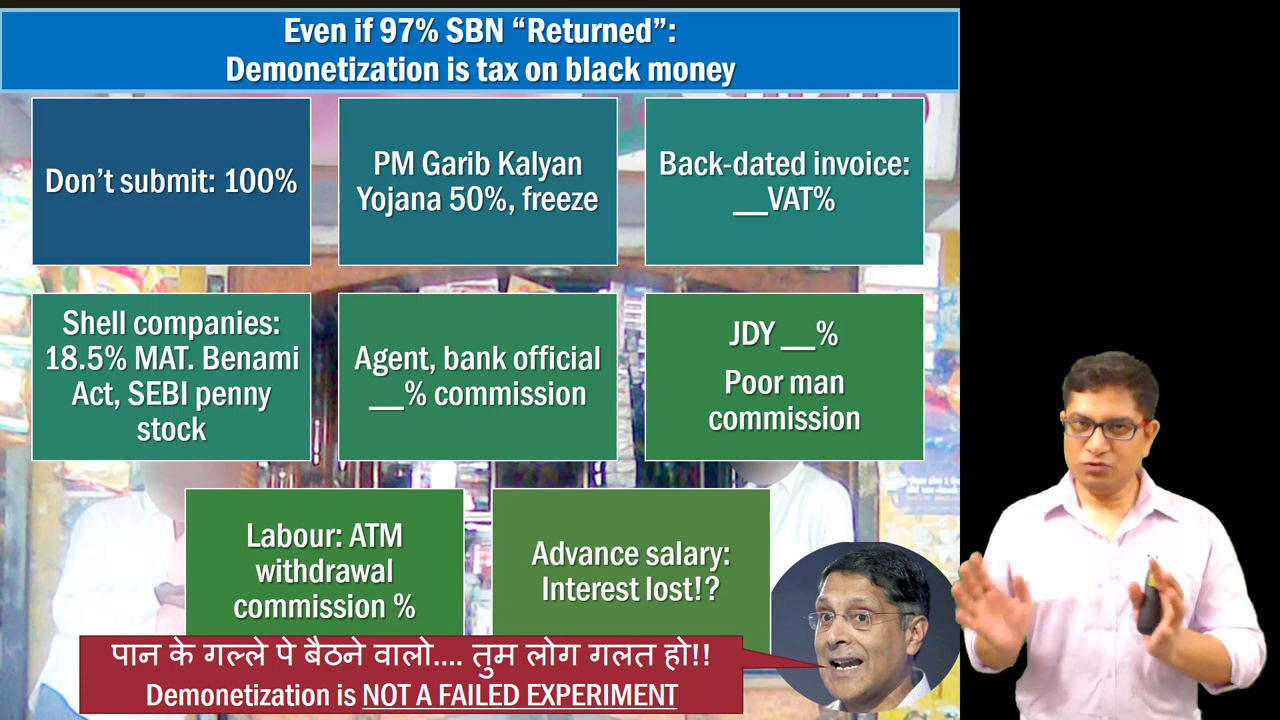 Even if 97% SBN “Returned”:
Demonetization is tax on black money
Don’t submit: 100%
PM Garib Kalyan
Yojana 50%, freeze
Back-dated invoice:
__VAT%
Shell companies:
18.5% MAT. Benami
Act, SEBI penny
stock
Agent, bank official
__% commission
JDY __%
Poor man
commission
Labour: ATM
withdrawal
commission %
Advance salary:
Interest lost!?
पान के गल्ले पे बैठने वालो.... तुम लोग गलत हो!!
Demonetization is NOT A FAILED EXPERIMENT